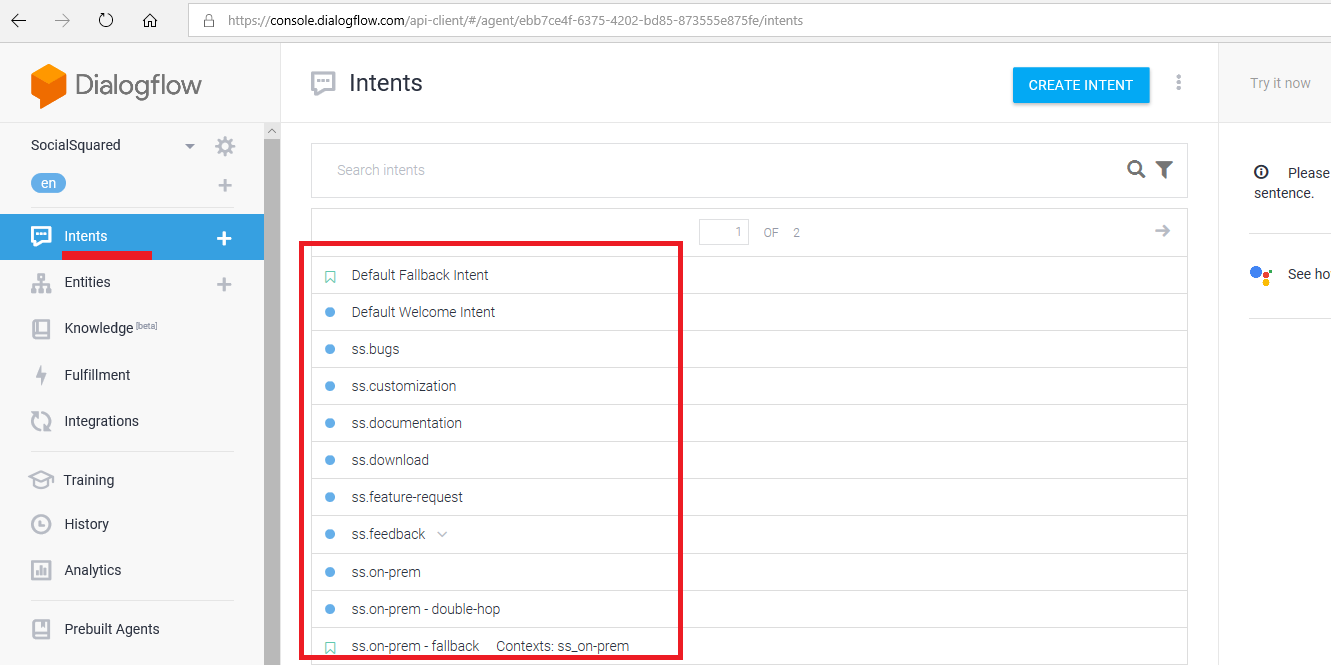 https://console.dialogflow.com/api-client/#/agent/ebb7ce4f-6375-4202-bd85-873555e875fe/intents
Dialogflow
SocialSquared
en
Intents
Entities
Knowledge [beta]
Fulfillment
Integrations
Training
History
Analytics
Prebuilt Agents
Intents
CREATE INTENT
Search intents
1 OF 2
Default Fallback Intent
Default Welcome Intent
ss.bugs
ss.customization
ss.documentation
ss.download
ss.feature-request
ss.feedback
ss.on-prem
ss.on-prem - double-hop
ss.on-prem - fallback Contexts: ss_on-prem
Try it now
Please
sentence.
See ho